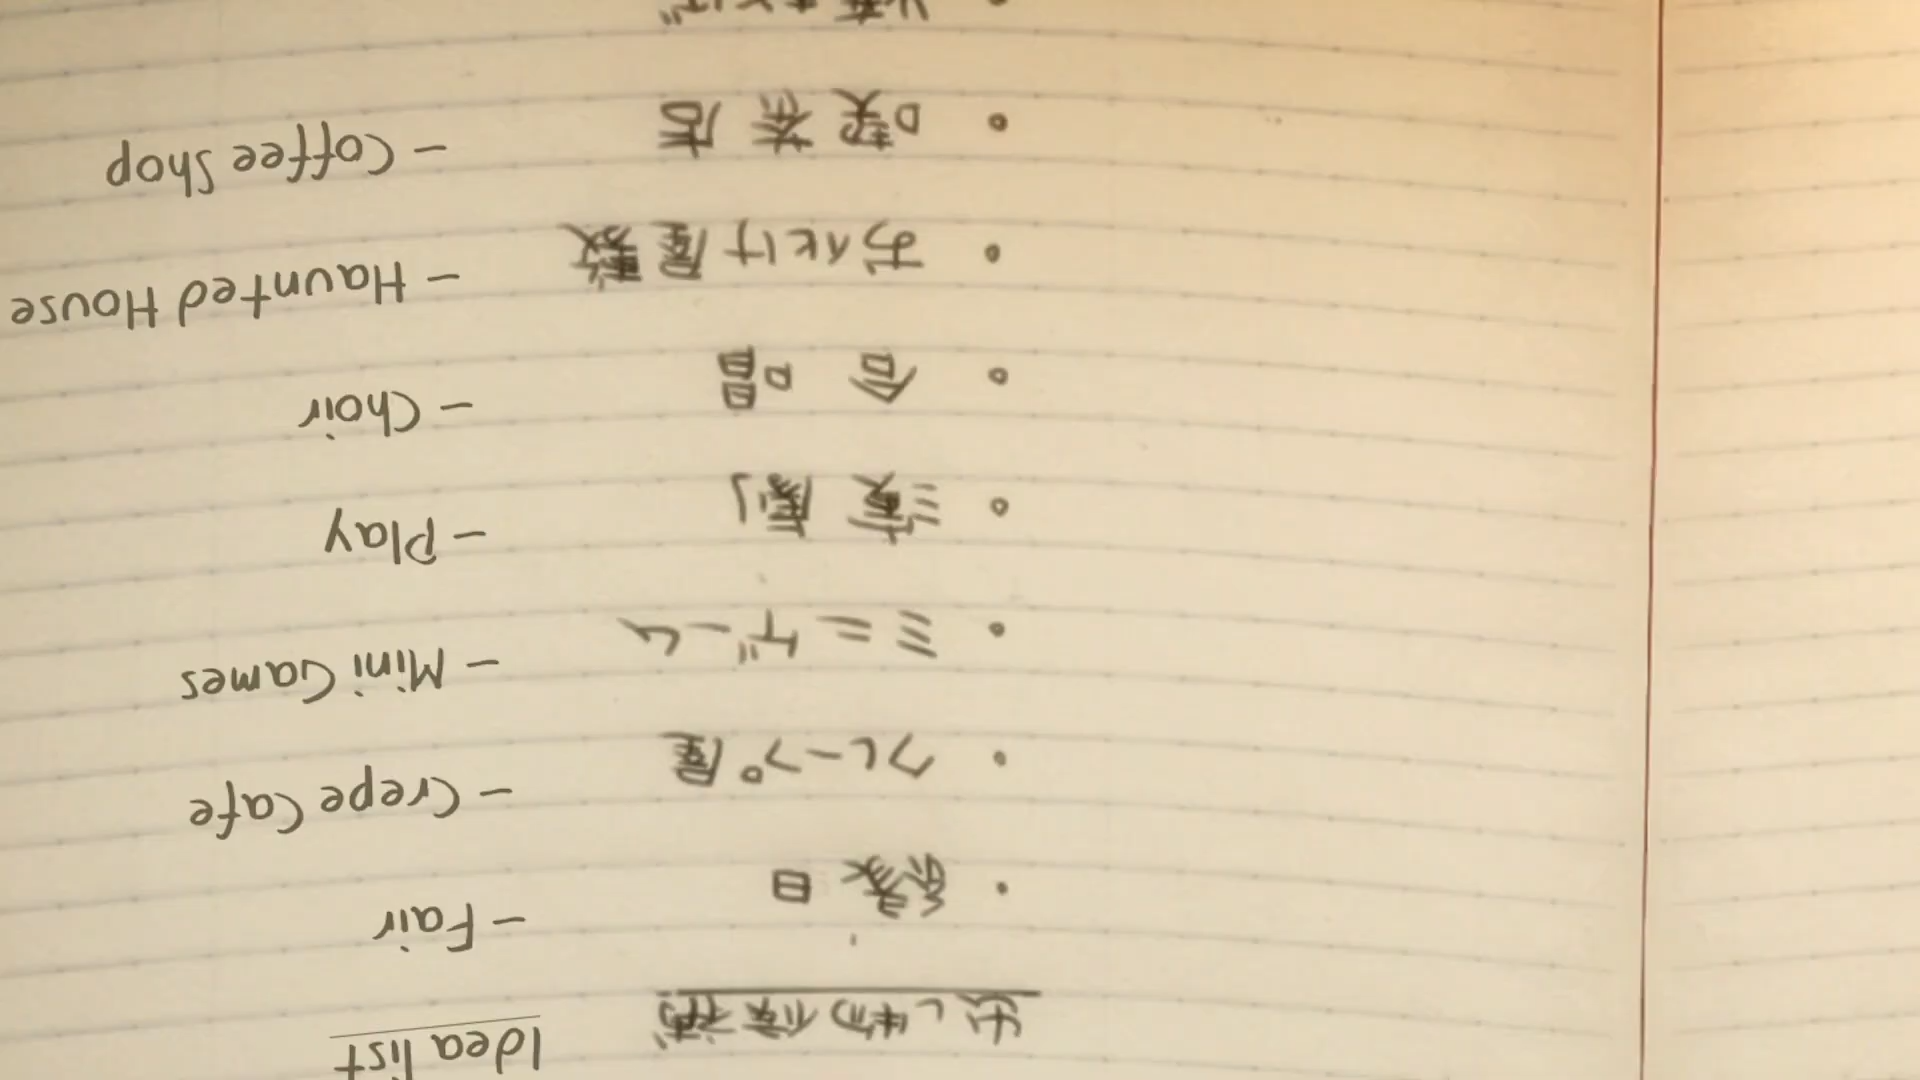 出し物候補 Idea list
・縁日 - Fair
・クレープ屋 - Crepe Cafe
・ミニゲーム - Mini Games
・演劇 - Play
・合唱 - Choir
・お化け屋敷 - Haunted House
・喫茶店 - Coffee Shop